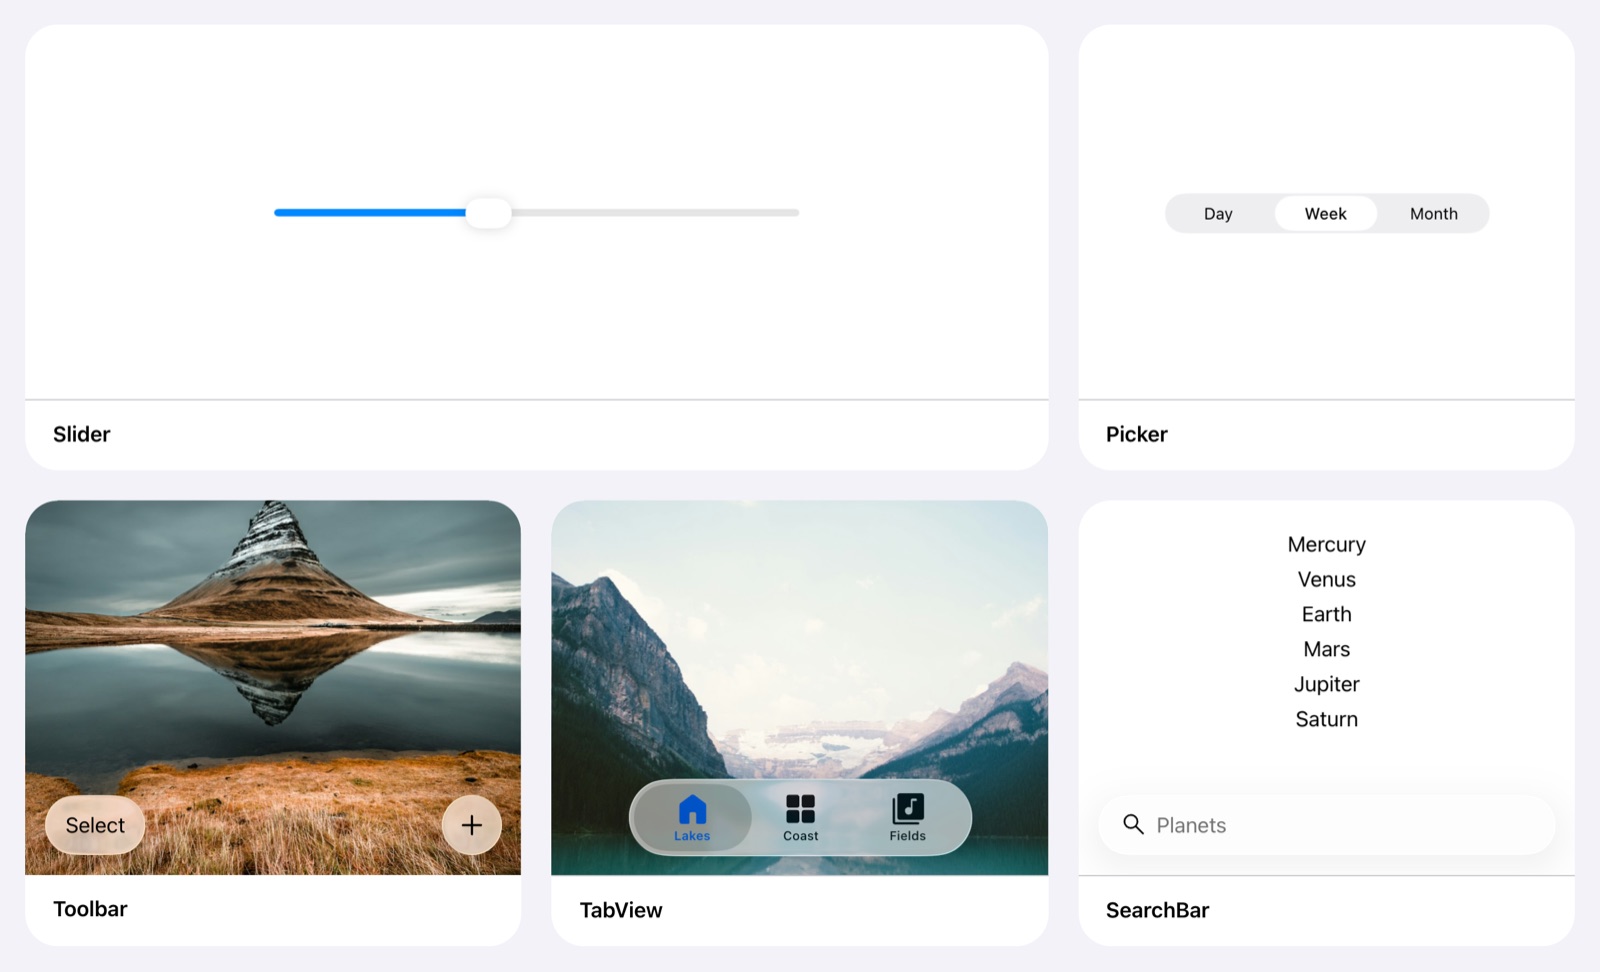 Day
Week
Month
Slider
Picker
Select
Toolbar
Lakes
Coast
Fields
TabView
Mercury
Venus
Earth
Mars
Jupiter
Saturn
Planets
SearchBar